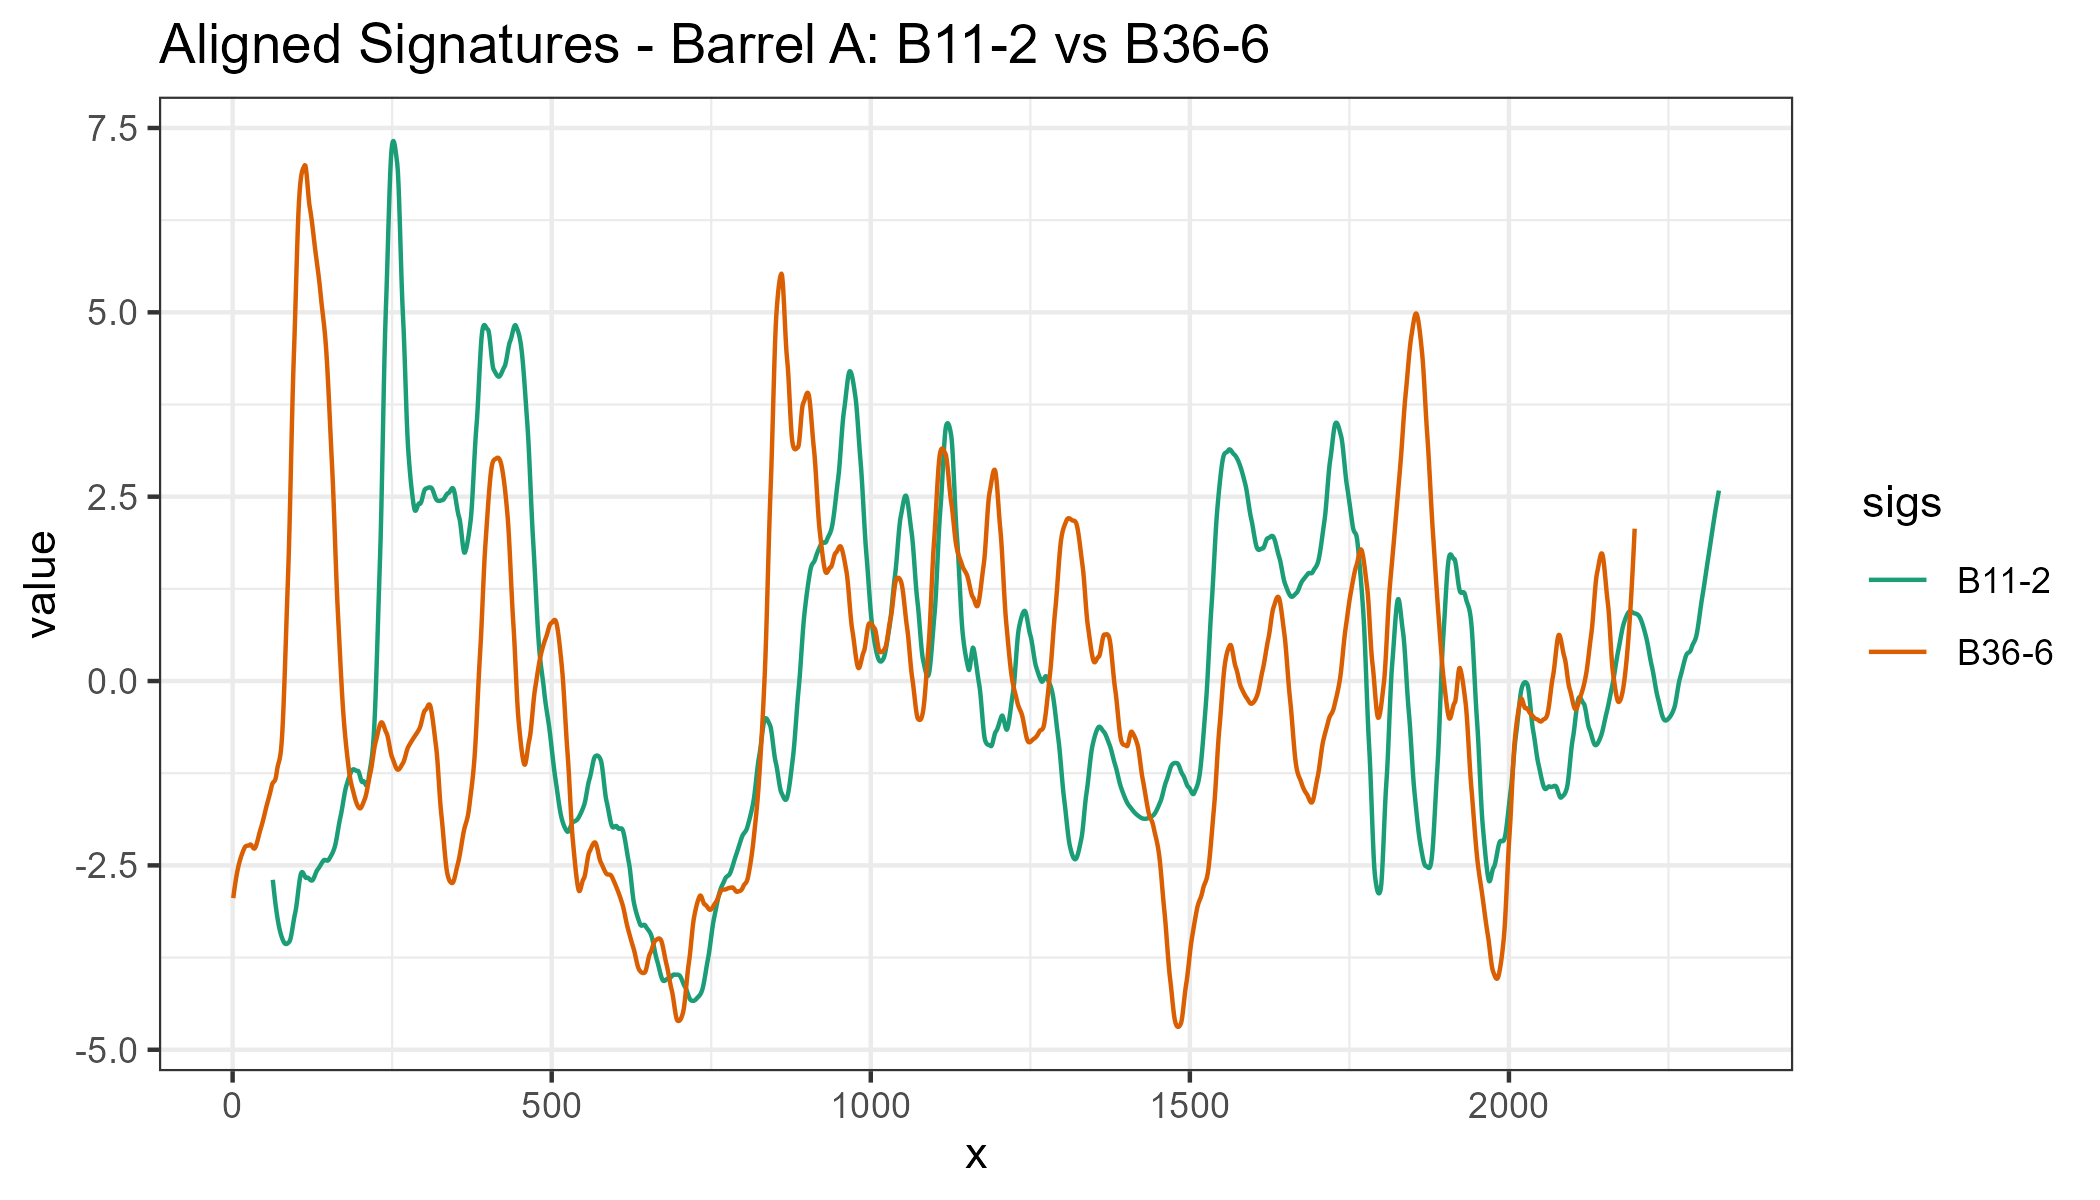 Aligned Signatures - Barrel A: B11-2 vs B36-6
7.5
5.0
2.5
0.0
-2.5
-5.0
value
0 500 1000 1500 2000
x
sigs
B11-2
B36-6